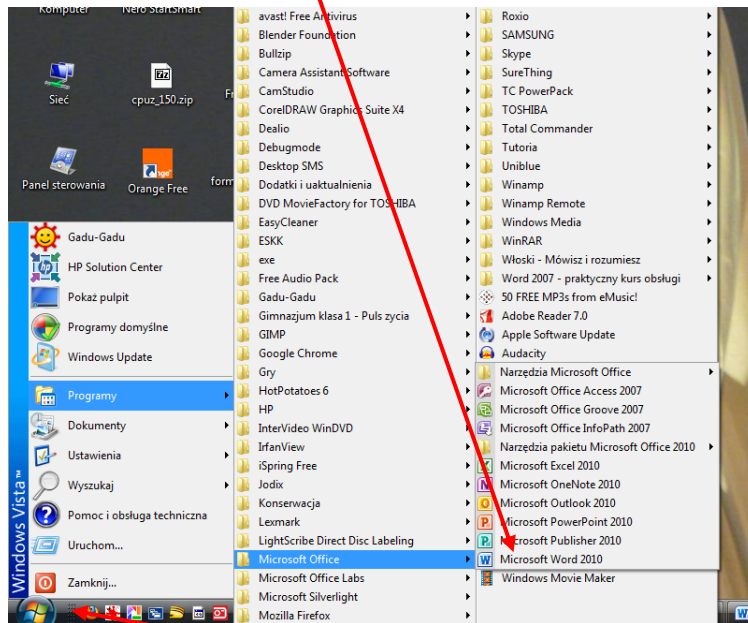 Komputer
Nero StartSmart
Sieć
cpuz_150.zip
Panel sterowania
Orange Free
form
Gadu-Gadu
HP Solution Center
Pokaż pulpit
Programy domyślne
Windows Update
Programy
Dokumenty
Ustawienia
Wyszukaj
Pomoc i obsługa techniczna
Uruchom...
Zamknij...
Windows Vista™
avast! Free Antivirus
Blender Foundation
Bullzip
Camera Assistant Software
CamStudio
CorelDRAW Graphics Suite X4
Dealio
Debugmode
Desktop SMS
Dodatki i uaktualnienia
DVD MovieFactory for TOSHIBA
EasyCleaner
ESKK
exe
Free Audio Pack
Gadu-Gadu
Gimnazjum klasa 1 - Puls zycia
GIMP
Google Chrome
Gry
HotPotatoes 6
HP
InterVideo WinDVD
IrfanView
iSpring Free
Jodix
Konserwacja
Lexmark
LightScribe Direct Disc Labeling
Microsoft Office
Microsoft Office Labs
Microsoft Silverlight
Mozilla Firefox
Roxio
SAMSUNG
Skype
SureThing
TC PowerPack
TOSHIBA
Total Commander
Tutoria
Uniblue
Winamp
Winamp Remote
Windows Media
WinRAR
Włoski - Mówisz i rozumiesz
Word 2007 - praktyczny kurs obsługi
50 FREE MP3s from eMusic!
Adobe Reader 7.0
Apple Software Update
Audacity
Narzędzia Microsoft Office
Microsoft Office Access 2007
Microsoft Office Groove 2007
Microsoft Office InfoPath 2007
Narzędzia pakietu Microsoft Office 2010
Microsoft Excel 2010
Microsoft OneNote 2010
Microsoft Outlook 2010
Microsoft PowerPoint 2010
Microsoft Publisher 2010
Microsoft Word 2010
Windows Movie Maker